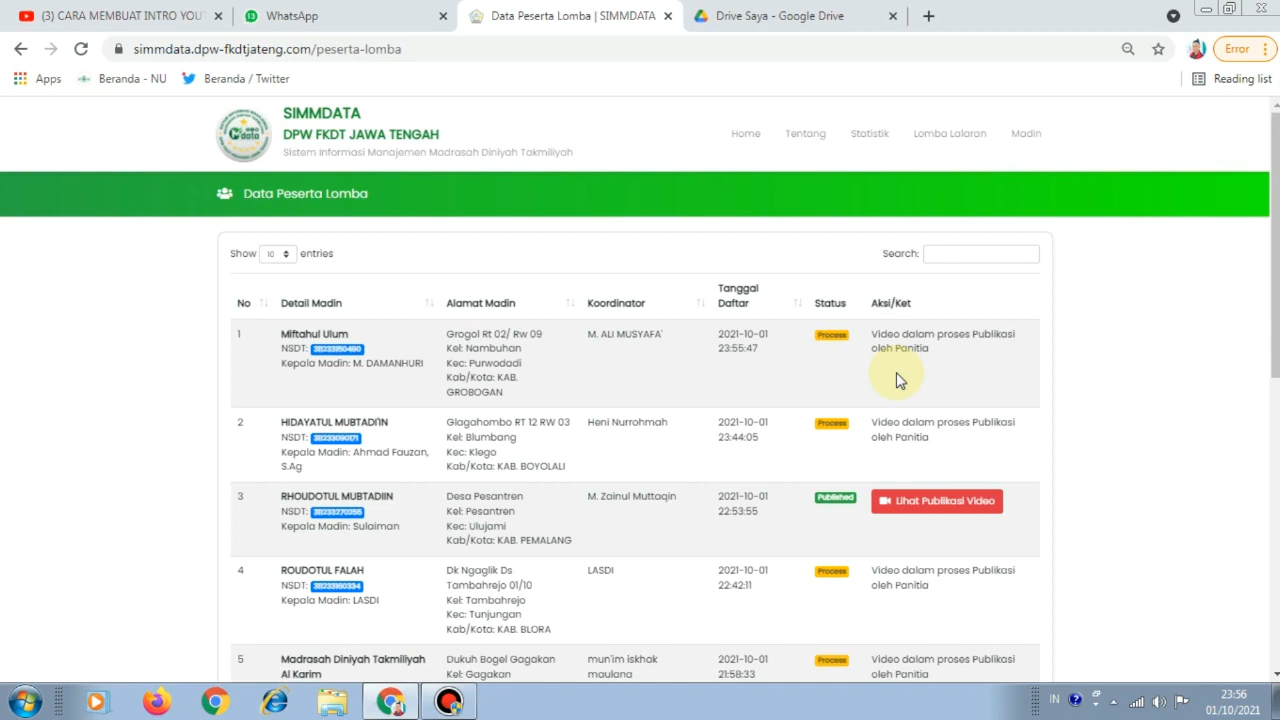 (3) CARA MEMBUAT INTRO YOU
WhatsApp
Data Peserta Lomba | SIMMDATA
Drive Saya - Google Drive
simmdata.dpw-fkdtjateng.com/peserta-lomba
Error
Apps
Beranda - NU
Beranda / Twitter
Reading list
SIMMDATA
DPW FKDT JAWA TENGAH
Sistem Informasi Manajemen Madrasah Diniyah Takmiliyah
Home
Tentang
Statistik
Lomba Lalaran
Madin
Data Peserta Lomba
Show 10 entries
Search:
No
Detail Madin
Alamat Madin
Koordinator
Tanggal
Daftar
Status
Aksi/Ket
1
Miftahul Ulum
NSDT:
Kepala Madin: M. DAMANHURI
Grogol Rt 02/ Rw 09
Kel: Nambuhan
Kec: Purwodadi
Kab/Kota: KAB.
GROBOGAN
M. ALI MUSYAFA'
2021-10-01
23:55:47
Process
Video dalam proses Publikasi
oleh Panitia
2
HIDAYATUL MUBTADI'IN
NSDT:
Kepala Madin: Ahmad Fauzan,
S.Ag
Glagahombo RT 12 RW 03
Kel: Blumbang
Kec: Klego
Kab/Kota: KAB. BOYOLALI
Heni Nurrohmah
2021-10-01
23:44:05
Process
Video dalam proses Publikasi
oleh Panitia
3
RHOUDOTUL MUBTADIIN
NSDT:
Kepala Madin: Sulaiman
Desa Pesantren
Kel: Pesantren
Kec: Ulujami
Kab/Kota: KAB. PEMALANG
M. Zainul Muttaqin
2021-10-01
22:53:55
Published
Lihat Publikasi Video
4
ROUDOTUL FALAH
NSDT:
Kepala Madin: LASDI
Dk Ngaglik Ds
Tambahrejo 01/10
Kel: Tambahrejo
Kec: Tunjungan
Kab/Kota: KAB. BLORA
LASDI
2021-10-01
22:42:11
Process
Video dalam proses Publikasi
oleh Panitia
5
Madrasah Diniyah Takmiliyah
Al Karim
Dukuh Bogel Gagakan
Kel: Gagakan
mun'im iskhak
maulana
2021-10-01
21:58:33
Process
Video dalam proses Publikasi
oleh Panitia
IN
23:56
01/10/2021